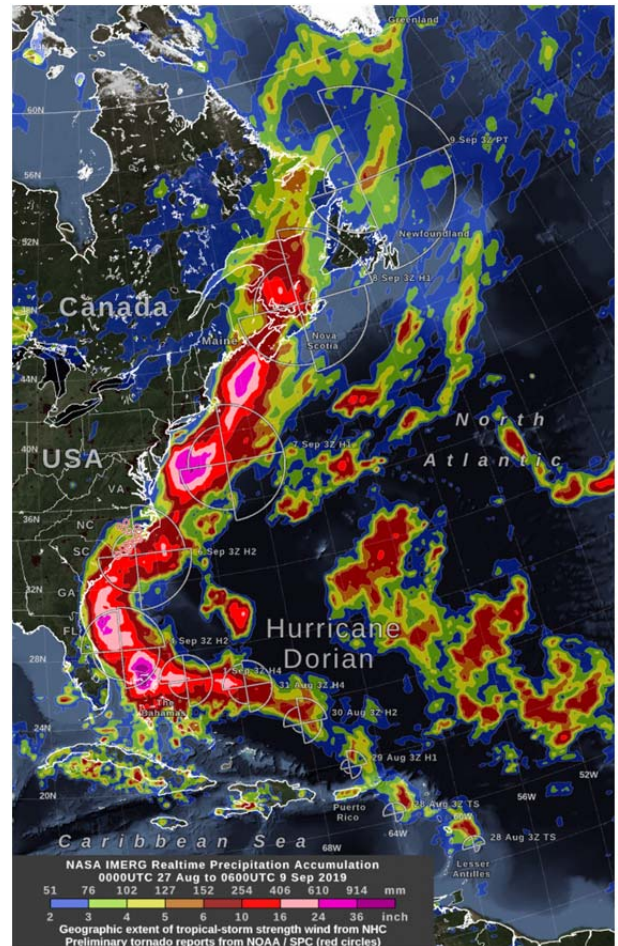 Greenland
60N
9 Sep 3Z PT
56N
52N
Newfoundland
8 Sep 3Z H1
Canada
Maine
Nova
Scotia
44N
North
Atlantic
7 Sep 3Z H1
40N
USA
VA
36N
NC
6 Sep 3Z H2
SC
32N
GA
Hurricane
Dorian
FL
28N
1 Sep 3Z H4
31 Aug 3Z H4
The
Bahamas
30 Aug 3Z H2
24N
29 Aug 3Z H1
52W
56W
20N
Puerto
Rico
28 Aug 3Z TS
64W
28 Aug 3Z TS
Caribbean Sea
68W
Lesser
Antilles
NASA IMERG Realtime Precipitation Accumulation
0000UTC 27 Aug to 0600UTC 9 Sep 2019
51 76 102 127 152 254 406 610 914 mm
2 3 4 5 6 10 16 24 36 inch
Geographic extent of tropical-storm strength wind from NHC
Preliminary tornado reports from NOAA / SPC (red circles)